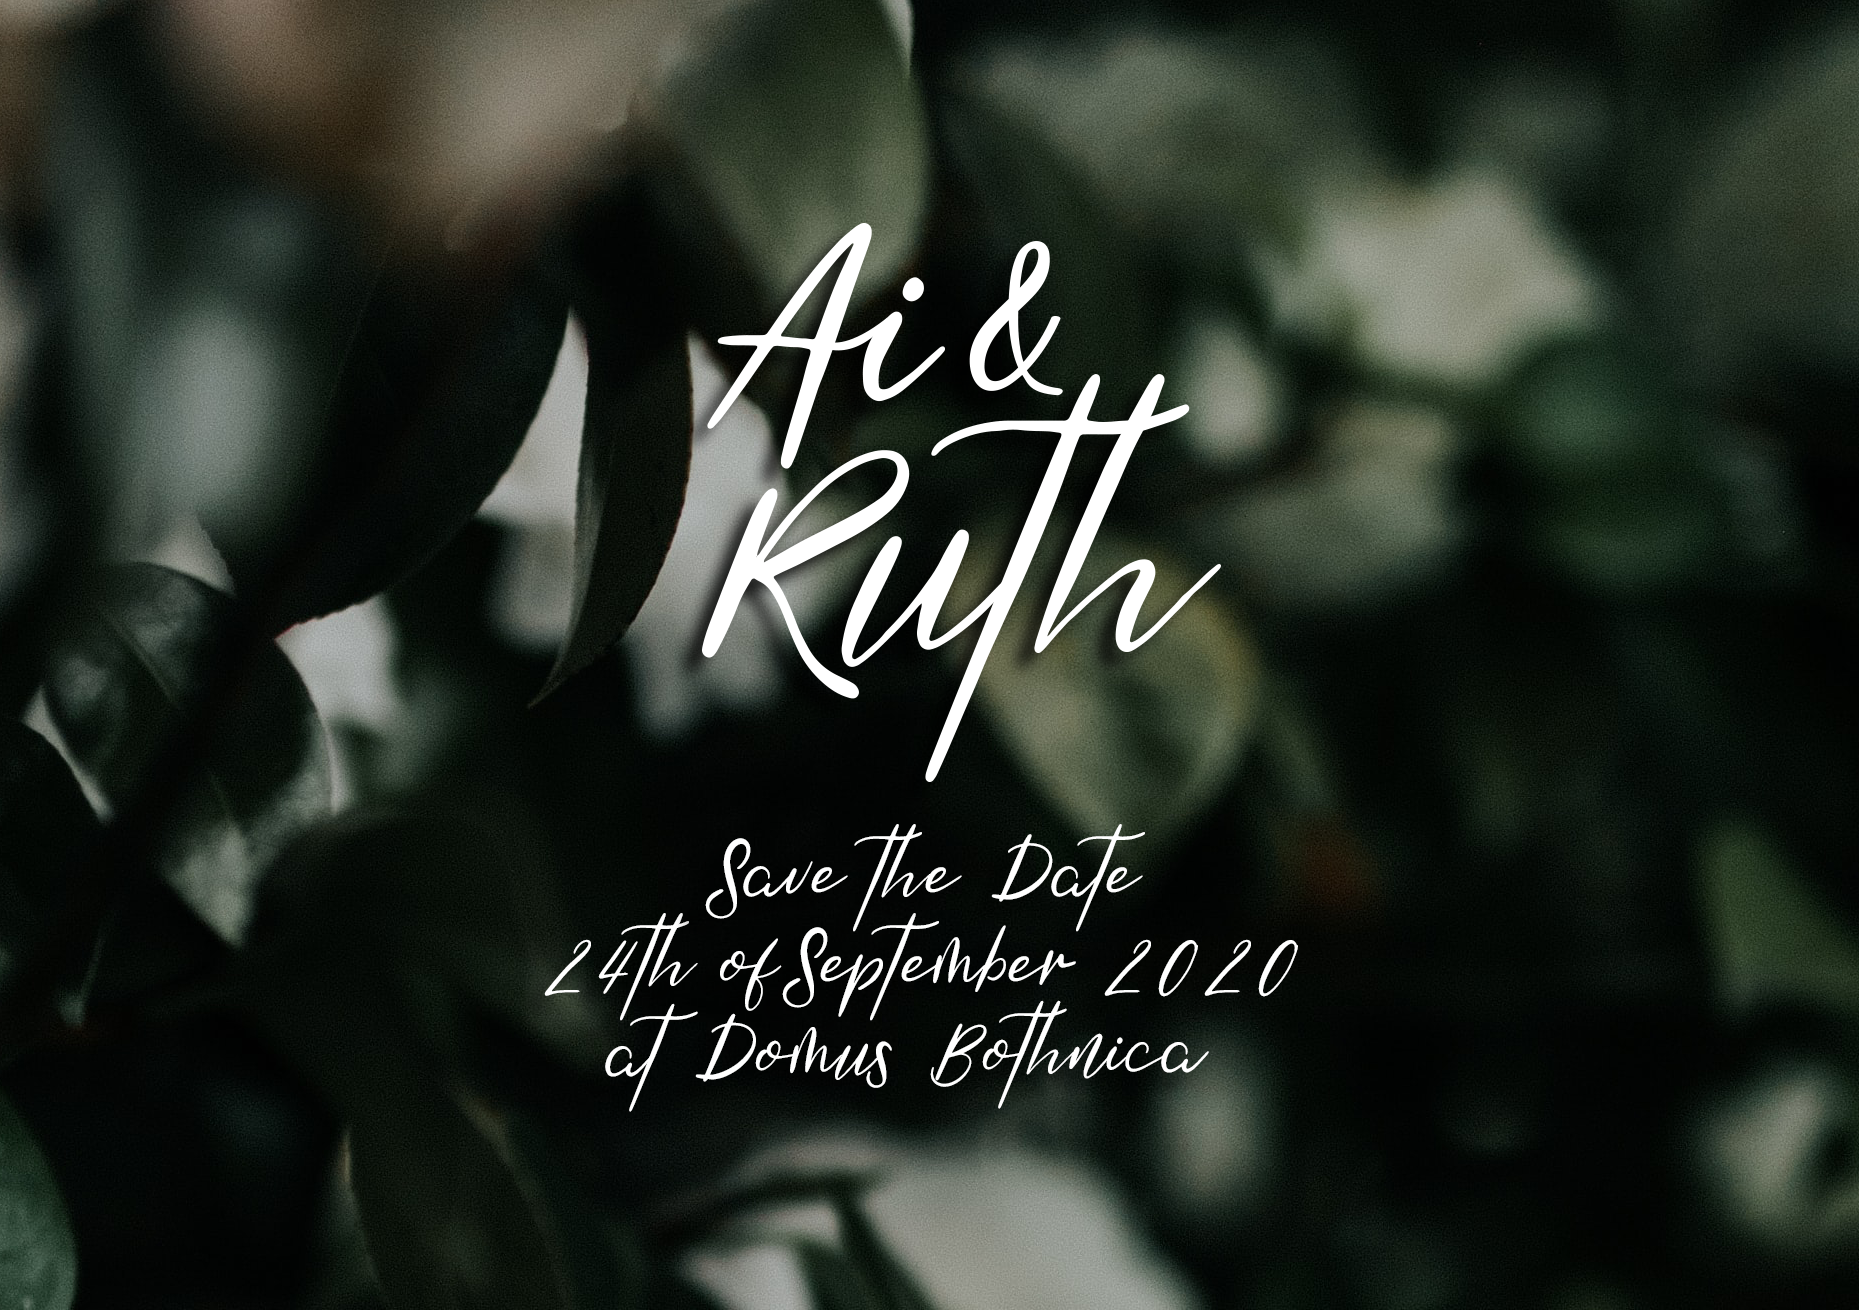 Ai &
Ruth
Save the Date
24th of September 2020
at Domus Bothnica